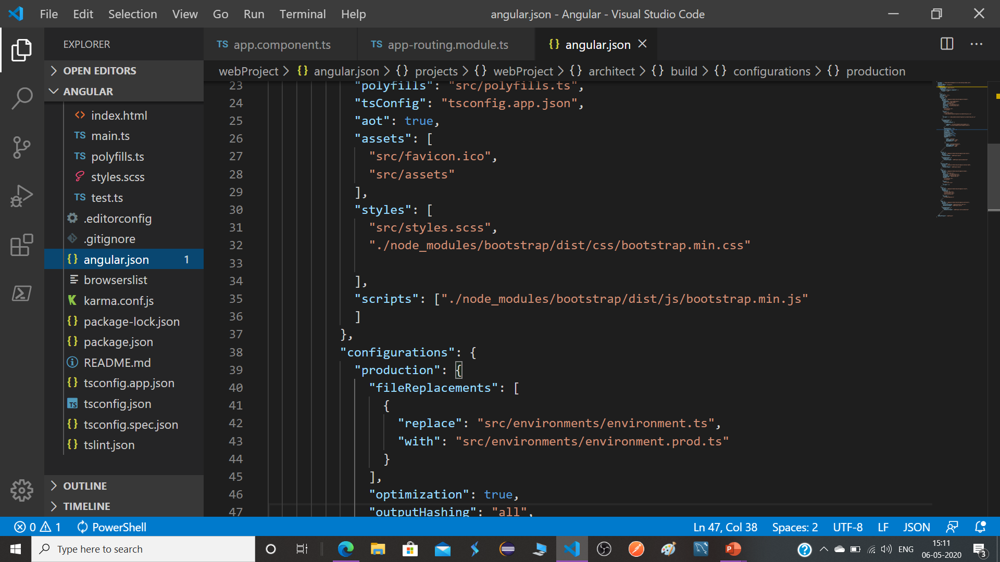 File Edit Selection View Go Run Terminal Help
angular.json - Angular - Visual Studio Code
EXPLORER
OPEN EDITORS
ANGULAR
index.html
TS main.ts
TS polyfills.ts
styles.scss
TS test.ts
.editorconfig
.gitignore
{} angular.json 1
browserslist
karma.conf.js
{} package-lock.json
{} package.json
README.md
{} tsconfig.app.json
TS tsconfig.json
{} tsconfig.spec.json
{} tslint.json
OUTLINE
TIMELINE
TS app.component.ts
TS app-routing.module.ts
{} angular.json
webProject > {} angular.json > {} projects > {} webProject > {} architect > {} build > {} configurations > {} production
23 "polyfills": "src/polyfills.ts",
24 "tsConfig": "tsconfig.app.json",
25 "aot": true,
26 "assets": [
27 "src/favicon.ico",
28 "src/assets"
29 ],
30 "styles": [
31 "src/styles.scss",
32 "./node_modules/bootstrap/dist/css/bootstrap.min.css"
33
34 ],
35 "scripts": ["./node_modules/bootstrap/dist/js/bootstrap.min.js"
36 ]
37 },
38 "configurations": {
39 "production": {
40 "fileReplacements": [
41 {
42 "replace": "src/environments/environment.ts",
43 "with": "src/environments/environment.prod.ts"
44 }
45 ],
46 "optimization": true,
47 "outputHashing": "all",
0 1 PowerShell
Ln 47, Col 38 Spaces: 2 UTF-8 LF JSON
Type here to search
ENG
15:11
06-05-2020
3